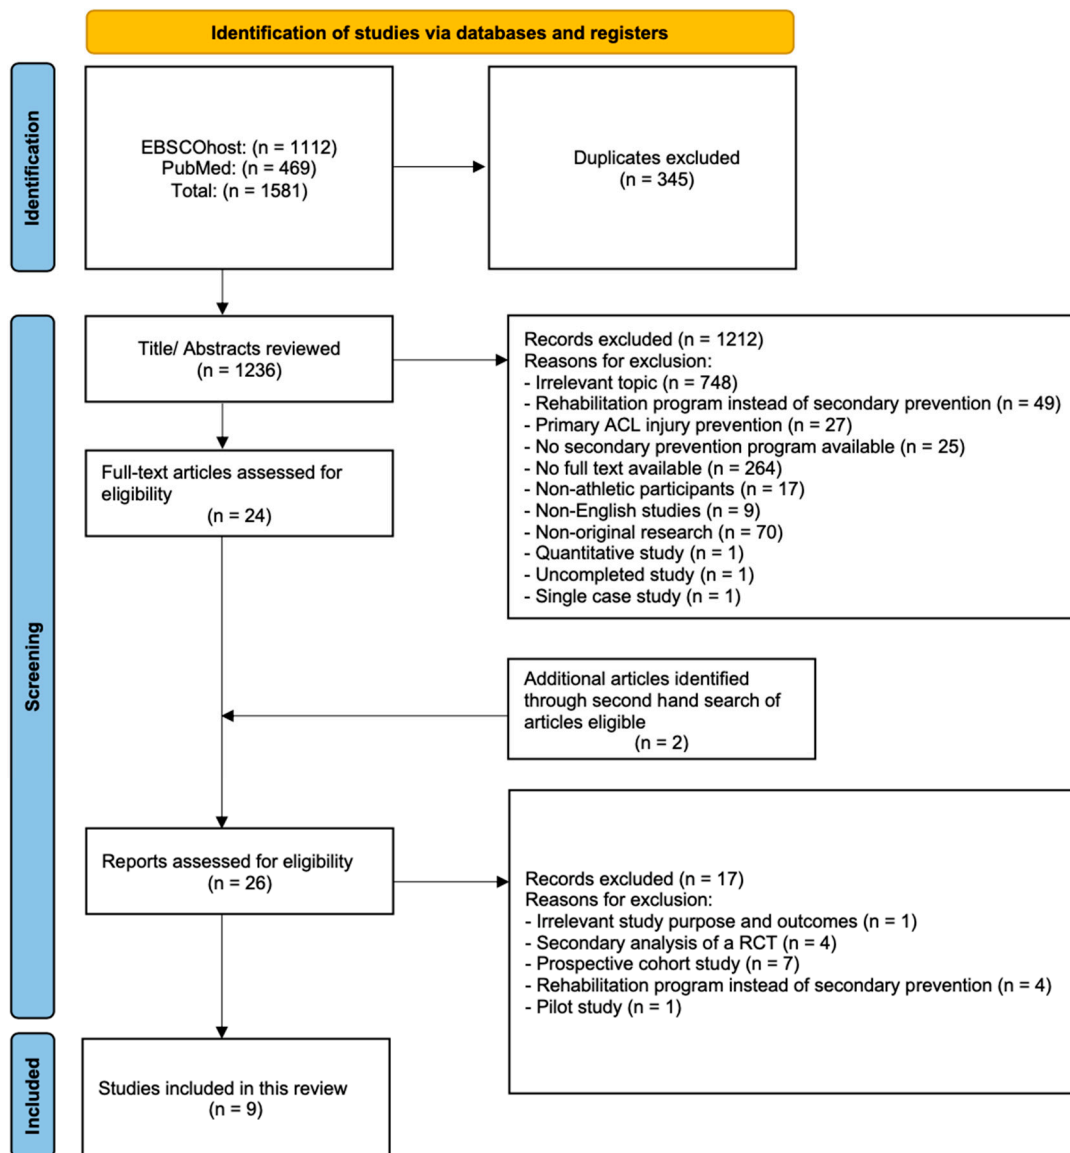 Identification of studies via databases and registers
Identification
EBSCOhost: (n = 1112)
PubMed: (n = 469)
Total: (n = 1581)
Duplicates excluded
(n = 345)
Screening
Title/ Abstracts reviewed
(n = 1236)
Records excluded (n = 1212)
Reasons for exclusion:
- Irrelevant topic (n = 748)
- Rehabilitation program instead of secondary prevention (n = 49)
- Primary ACL injury prevention (n = 27)
- No secondary prevention program available (n = 25)
- No full text available (n = 264)
- Non-athletic participants (n = 17)
- Non-English studies (n = 9)
- Non-original research (n = 70)
- Quantitative study (n = 1)
- Uncompleted study (n = 1)
- Single case study (n = 1)
Full-text articles assessed for
eligibility
(n = 24)
Additional articles identified
through second hand search of
articles eligible
(n = 2)
Reports assessed for eligibility
(n = 26)
Records excluded (n = 17)
Reasons for exclusion:
- Irrelevant study purpose and outcomes (n = 1)
- Secondary analysis of a RCT (n = 4)
- Prospective cohort study (n = 7)
- Rehabilitation program instead of secondary prevention (n = 4)
- Pilot study (n = 1)
Included
Studies included in this review
(n = 9)